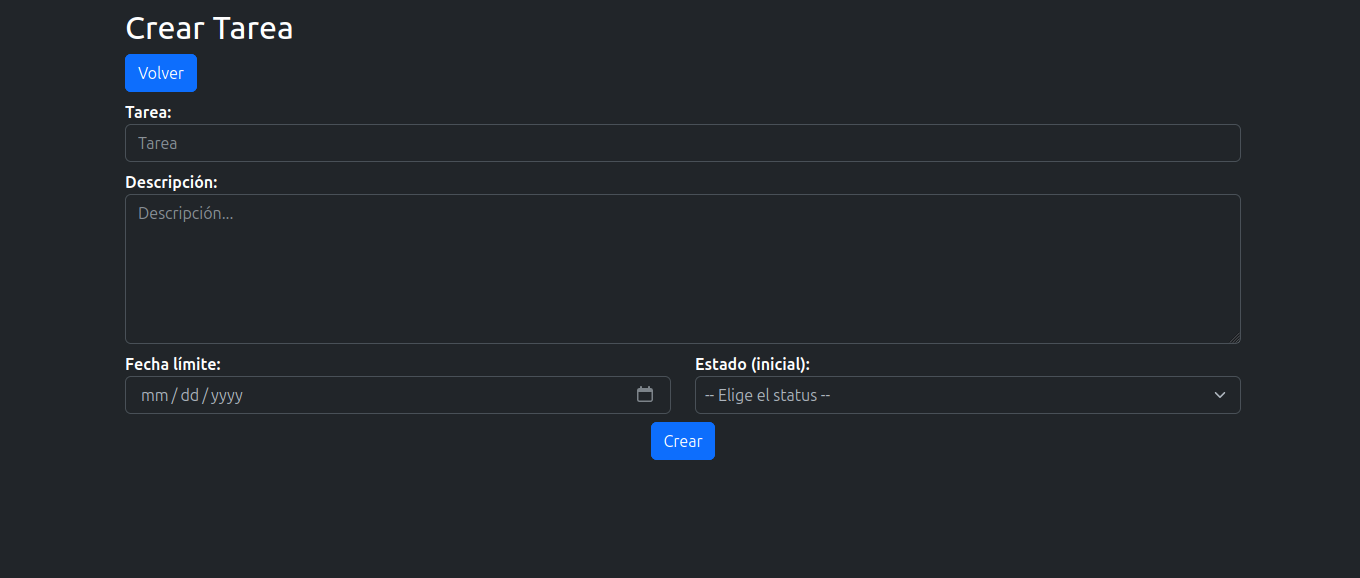 Crear Tarea
Volver
Tarea:
Tarea
Descripción:
Descripción...
Fecha límite:
Estado (inicial):
mm/dd/yyyy
-- Elige el status --
Crear